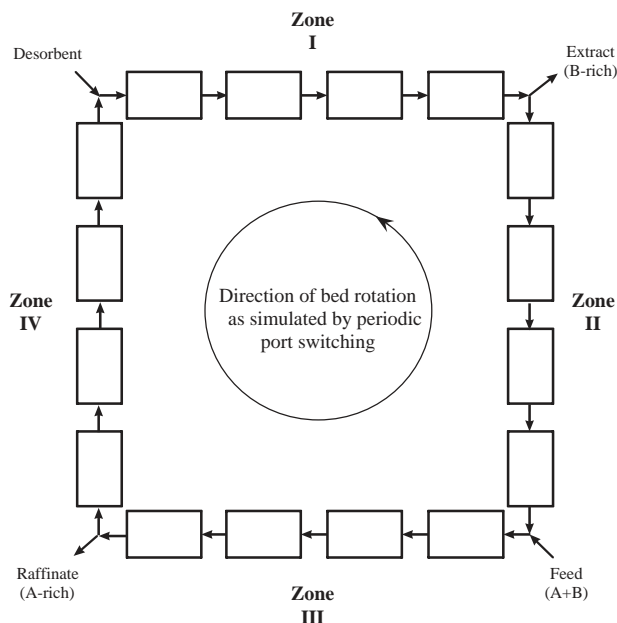 Zone
I
Desorbent
Extract
(B-rich)
Zone
IV
Direction of bed rotation
as simulated by periodic
port switching
Zone
II
Raffinate
(A-rich)
Zone
III
Feed
(A+B)